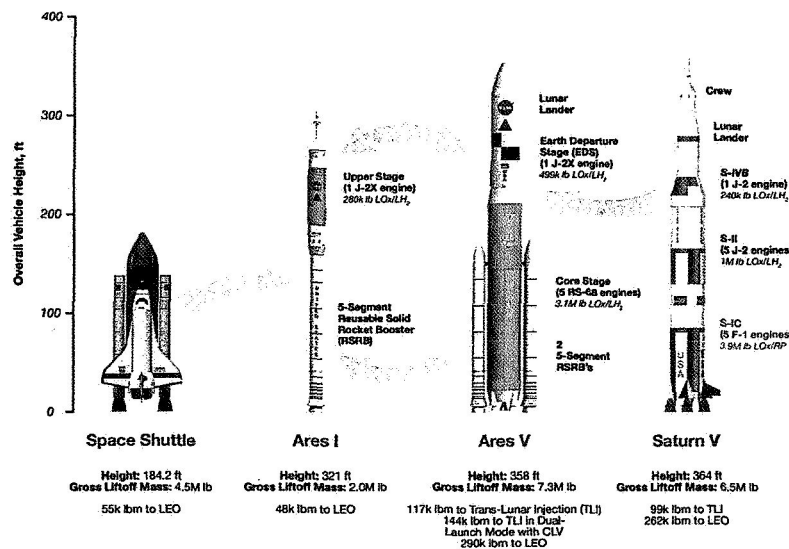 400
300
200
100
0
Overall Vehicle Height, ft
Upper Stage
(1 J-2X engine)
280k lb LOx/LH₂
5-Segment
Reusable Solid
Rocket Booster
(RSRB)
Lunar
Lander
Earth Departure
Stage (EDS)
(1 J-2X engine)
499k lb LOx/LH₂
Core Stage
(5 RS-68 engines)
3.1M lb LOx/LH₂
2
5-Segment
RSRB's
Crew
Lunar
Lander
S-IVB
(1 J-2 engine)
240k lb LOx/LH₂
S-II
(5 J-2 engines)
1M lb LOx/LH₂
S-IC
(5 F-1 engines)
3.9M lb LOx/RP
USA
Space Shuttle
Height: 184.2 ft
Gross Liftoff Mass: 4.5M lb
55k lbm to LEO
Ares I
Height: 321 ft
Gross Liftoff Mass: 2.0M lb
48k lbm to LEO
Ares V
Height: 358 ft
Gross Liftoff Mass: 7.3M lb
117k lbm to Trans-Lunar Injection (TLI)
144k lbm to TLI in Dual-
Launch Mode with CLV
290k lbm to LEO
Saturn V
Height: 364 ft
Gross Liftoff Mass: 6.5M lb
99k lbm to TLI
262k lbm to LEO